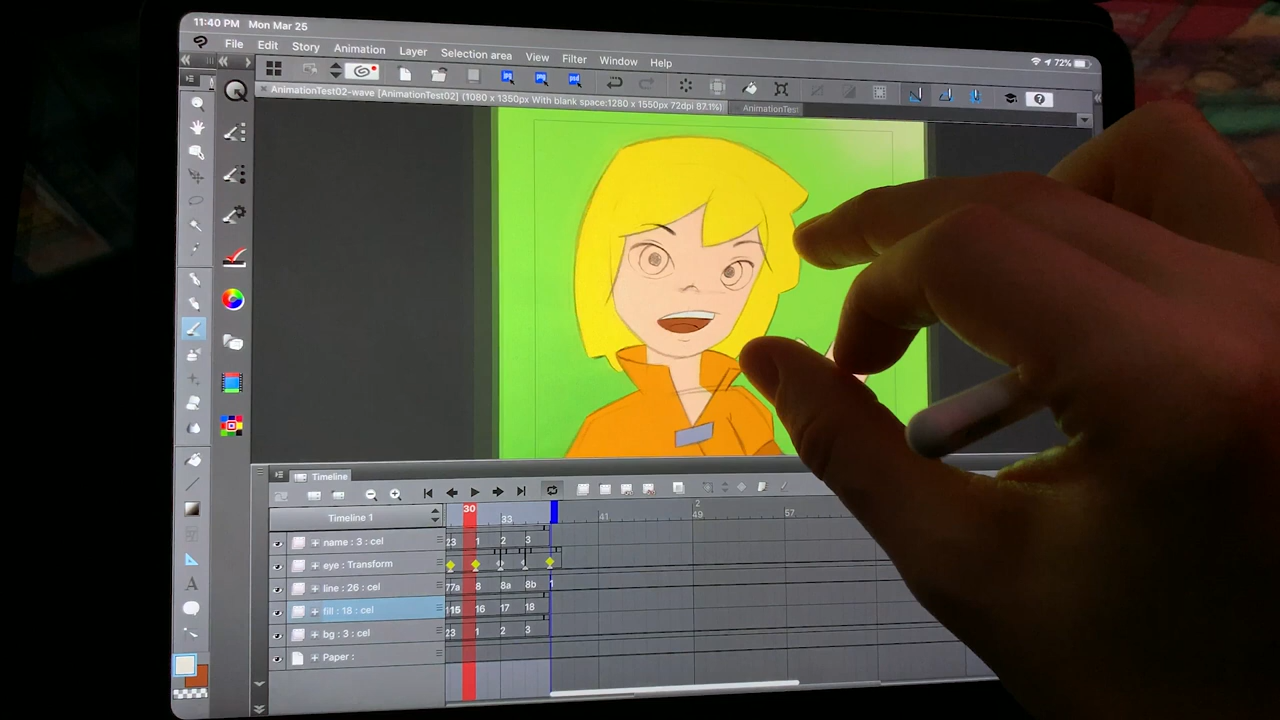 11:40 PM Mon Mar 25
72%
File Edit Story Animation Layer Selection area View Filter Window Help
AnimationTest02-wave [AnimationTest02] (1080 x 1350px With blank space:1280 x 1550px 72dpi 87.1%)
AnimationTest
Timeline
Timeline 1
30
2
33 41 49 57
name : 3 : cel 23 1 2 3
eye : Transform
line : 26 : cel 8 8a 8b 1
fill : 18 : cel 16 17 18
bg : 3 : cel 23 1 2 3
Paper :